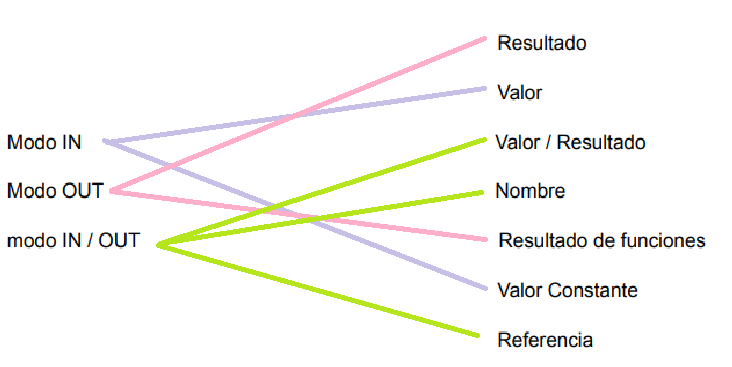 Modo IN
Modo OUT
modo IN / OUT
Resultado
Valor
Valor / Resultado
Nombre
Resultado de funciones
Valor Constante
Referencia